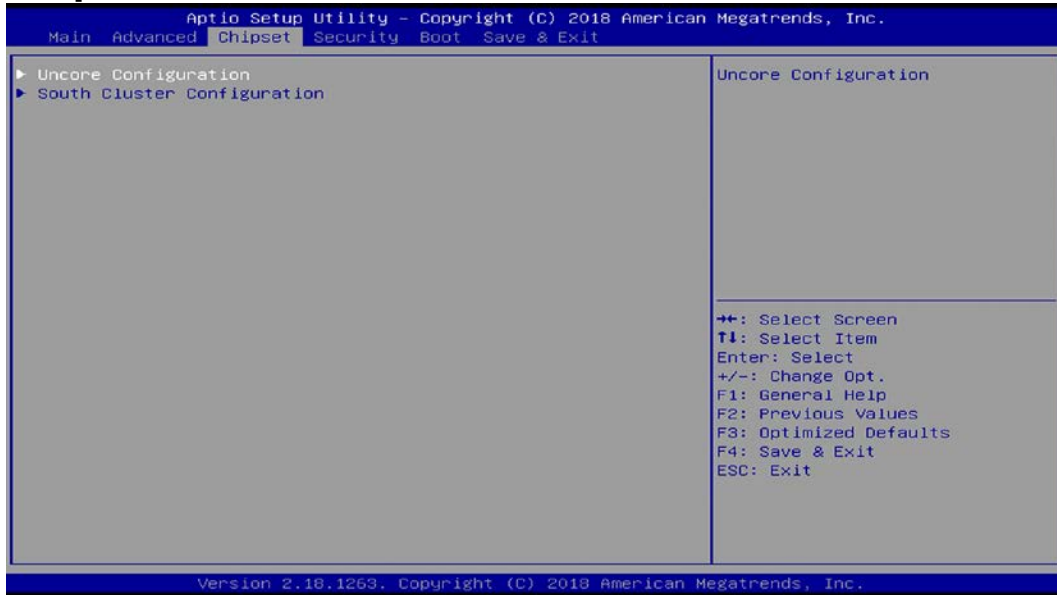 Aptio Setup Utility – Copyright (C) 2018 American Megatrends, Inc.
Main Advanced Chipset Security Boot Save & Exit
▶ Uncore Configuration
▶ South Cluster Configuration
Uncore Configuration
→←: Select Screen
↑↓: Select Item
Enter: Select
+/-: Change Opt.
F1: General Help
F2: Previous Values
F3: Optimized Defaults
F4: Save & Exit
ESC: Exit
Version 2.18.1263. Copyright (C) 2018 American Megatrends, Inc.